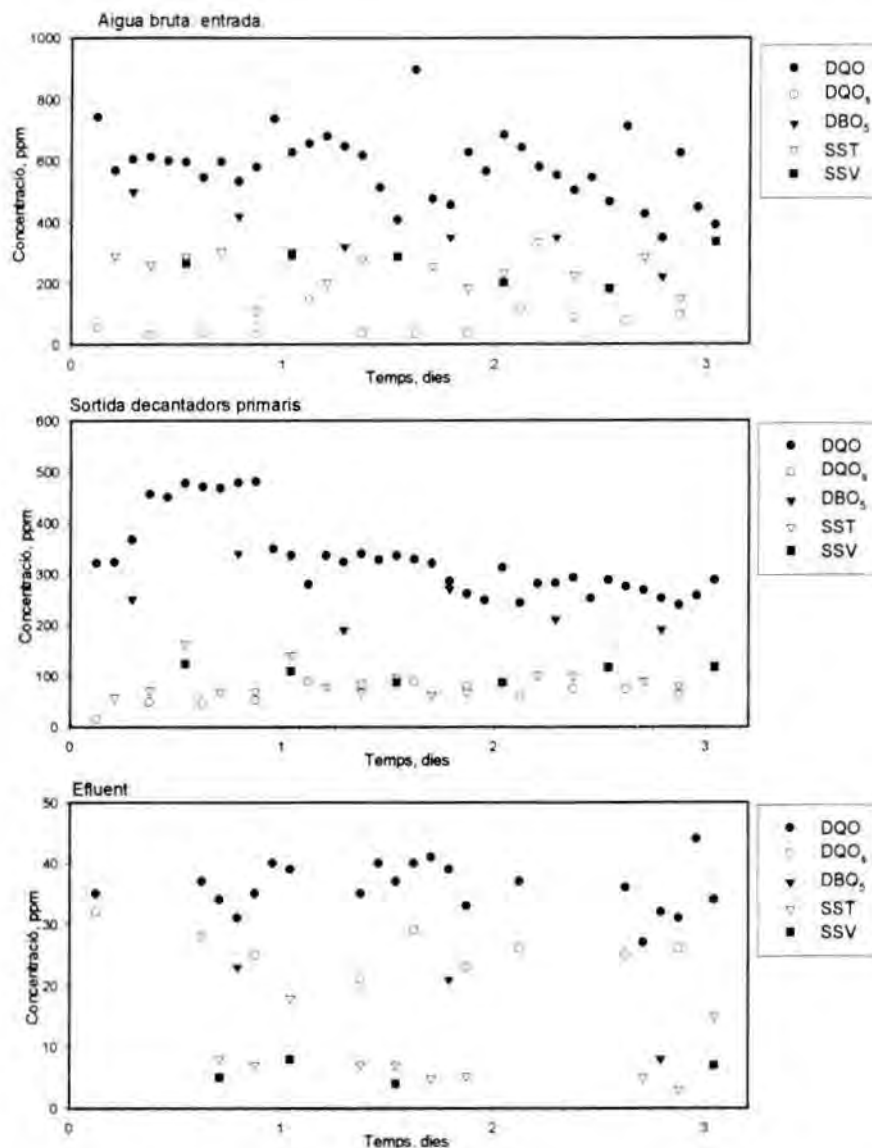 Aigua bruta entrada
Concentració, ppm
1000
800
600
400
200
0
0
1
2
3
Temps, dies
DQO
DQOs
DBO5
SST
SSV
Sortida decantadors primaris
Concentració, ppm
600
500
400
300
200
100
0
0
1
2
3
Temps, dies
DQO
DQOs
DBO5
SST
SSV
Efluent
Concentració, ppm
50
40
30
20
10
0
0
1
2
3
Temps, dies
DQO
DQOs
DBO5
SST
SSV